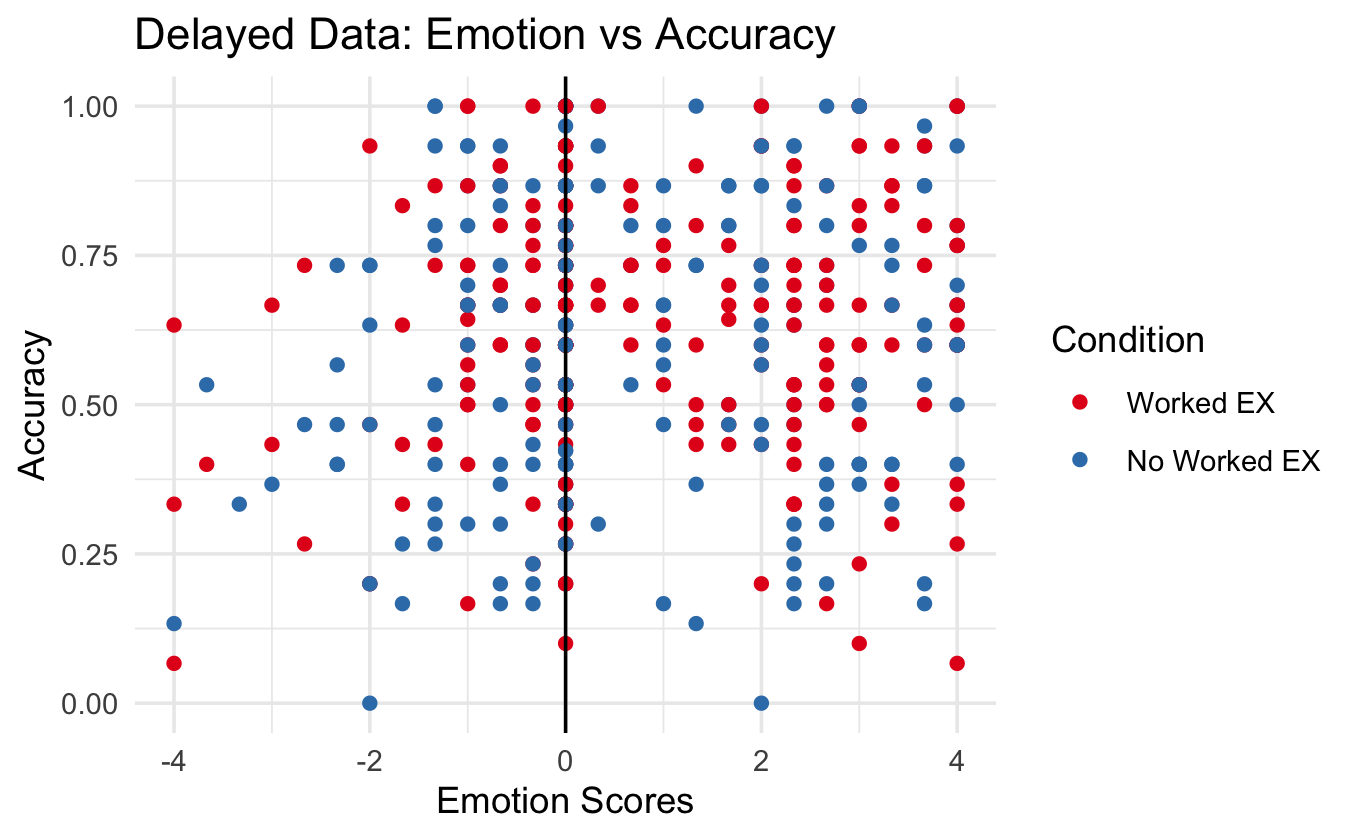 Delayed Data: Emotion vs Accuracy
1.00
0.75
0.50
0.25
0.00
Accuracy
-4
-2
0
2
4
Emotion Scores
Condition
Worked EX
No Worked EX